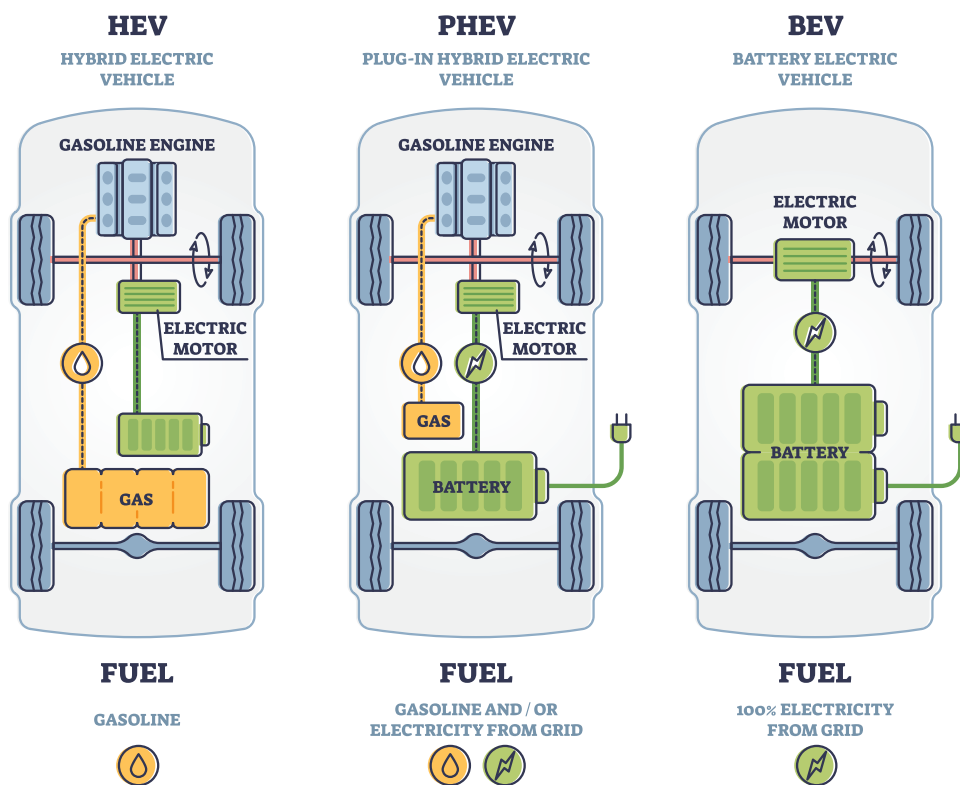 HEV
HYBRID ELECTRIC
VEHICLE
GASOLINE ENGINE
ELECTRIC
MOTOR
GAS
FUEL
GASOLINE
PHEV
PLUG-IN HYBRID ELECTRIC
VEHICLE
GASOLINE ENGINE
ELECTRIC
MOTOR
GAS
BATTERY
FUEL
GASOLINE AND / OR
ELECTRICITY FROM GRID
BEV
BATTERY ELECTRIC
VEHICLE
ELECTRIC
MOTOR
BATTERY
FUEL
100% ELECTRICITY
FROM GRID